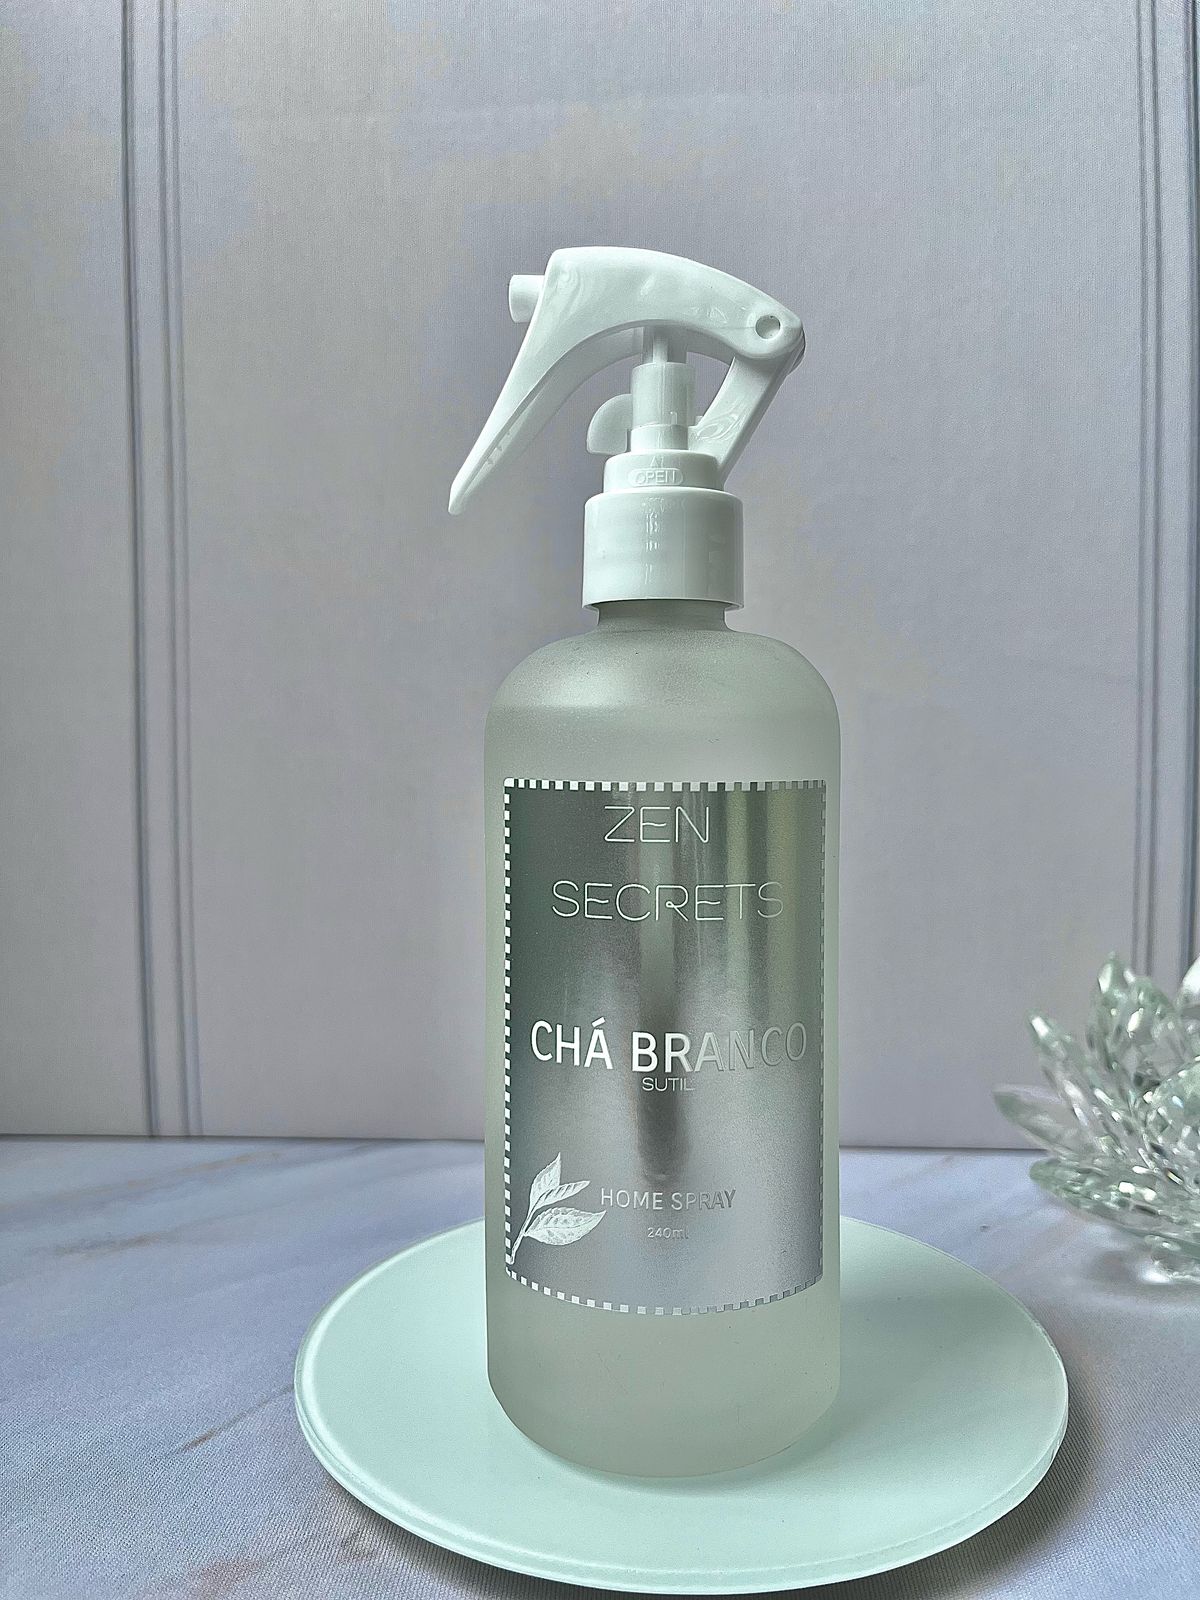 OPEN
ZEN
SECRETS
CHÁ BRANCO
SUTIL
HOME SPRAY
240ml